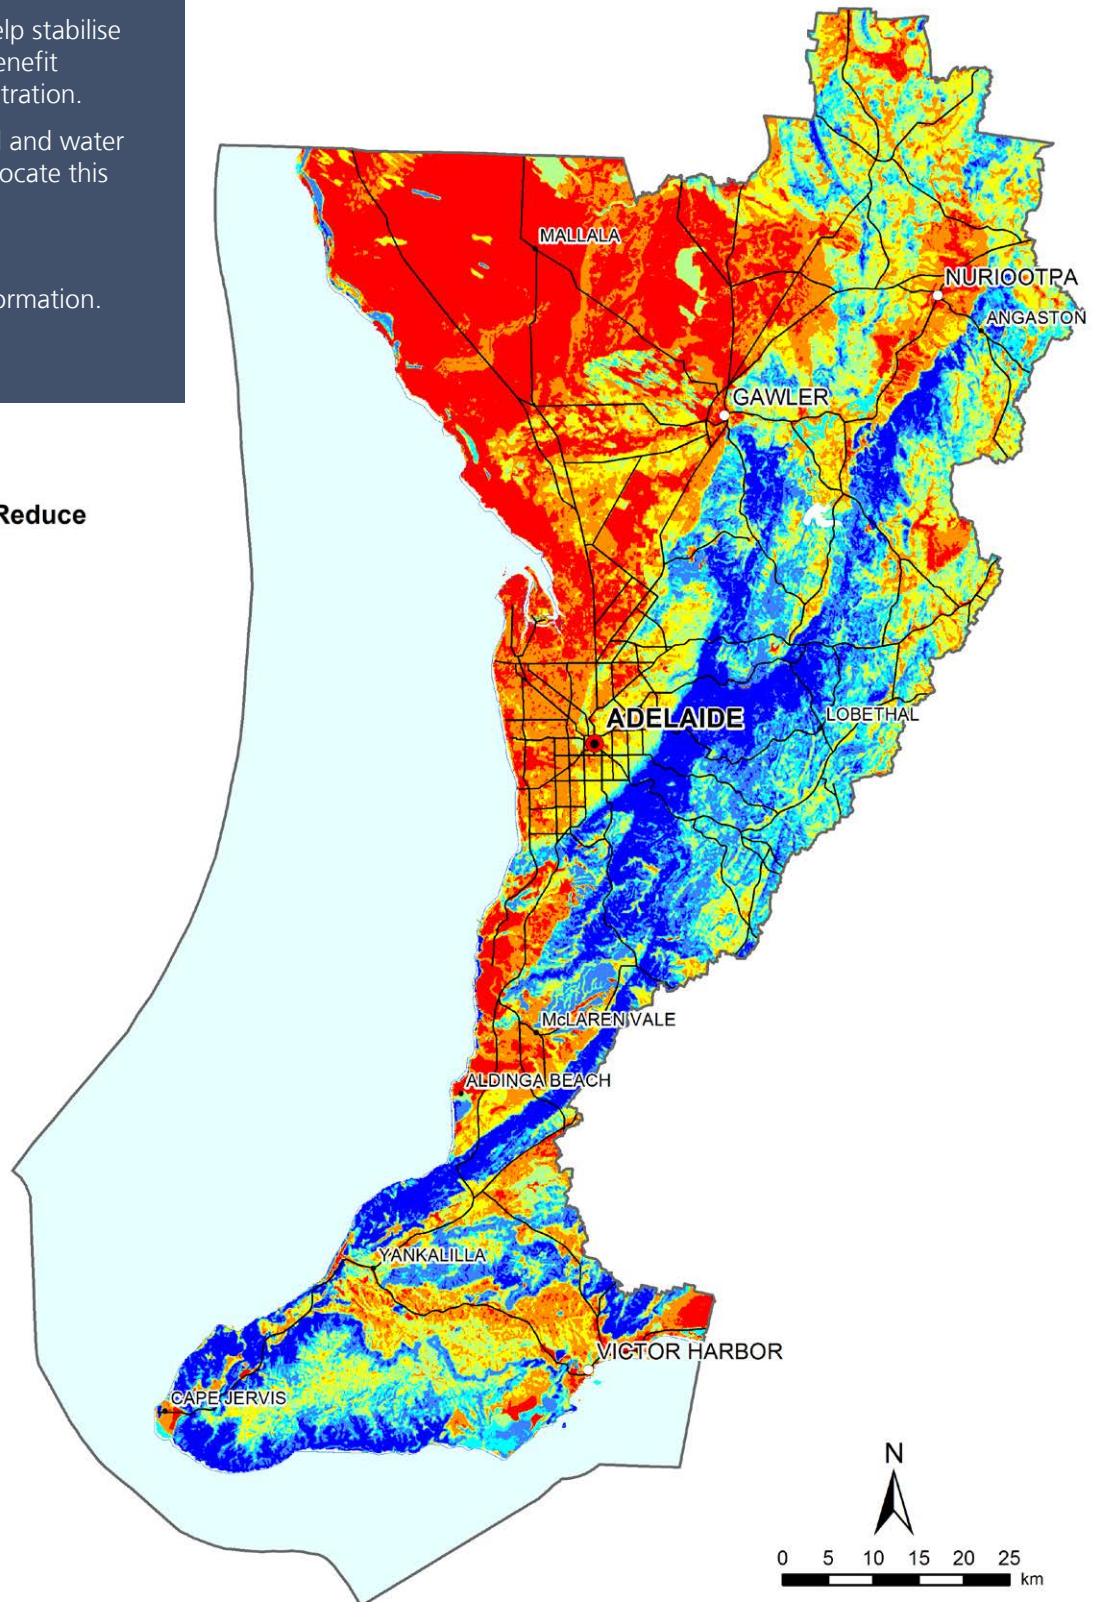 elp stabilise
enefit
tration.
l and water
ocate this
ormation.
Reduce
MALLALA
NURIOOTPA
ANGASTON
GAWLER
ADELAIDE
LOBETHAL
McLAREN VALE
ALDINGA BEACH
YANKALILLA
VICTOR HARBOR
CAPE JERVIS
N
0 5 10 15 20 25
km